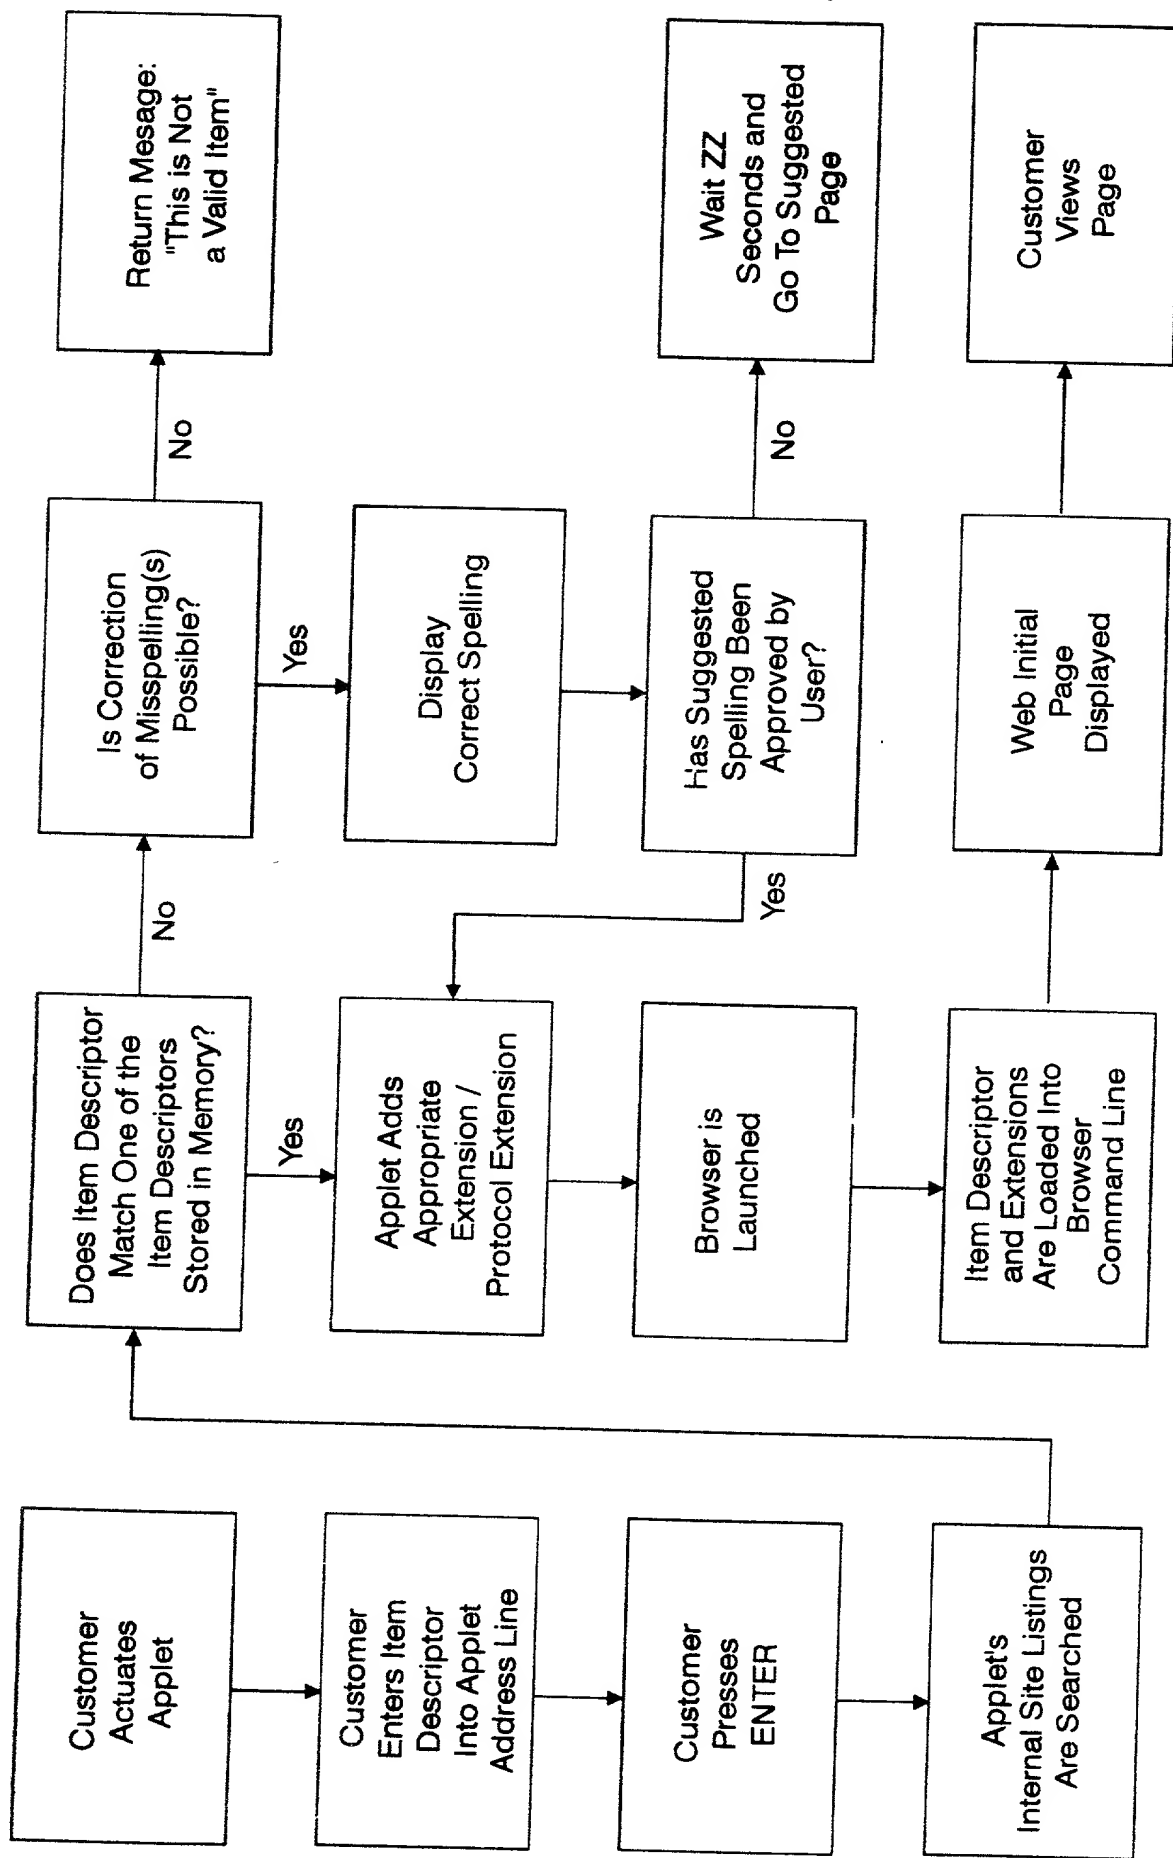 Customer
Actuates
Applet
Customer
Enters Item
Descriptor
Into Applet
Address Line
Customer
Presses
ENTER
Applet's
Internal Site Listings
Are Searched
Does Item Descriptor
Match One of the
Item Descriptors
Stored in Memory?
No
Yes
Applet Adds
Appropriate
Extension /
Protocol Extension
Browser is
Launched
Item Descriptor
and Extensions
Are Loaded Into
Browser
Command Line
Is Correction
of Misspelling(s)
Possible?
No
Yes
Display
Correct Spelling
Has Suggested
Spelling Been
Approved by
User?
Yes
No
Web Initial
Page
Displayed
Return Mesage:
"This is Not
a Valid Item"
Wait ZZ
Seconds and
Go To Suggested
Page
Customer
Views
Page